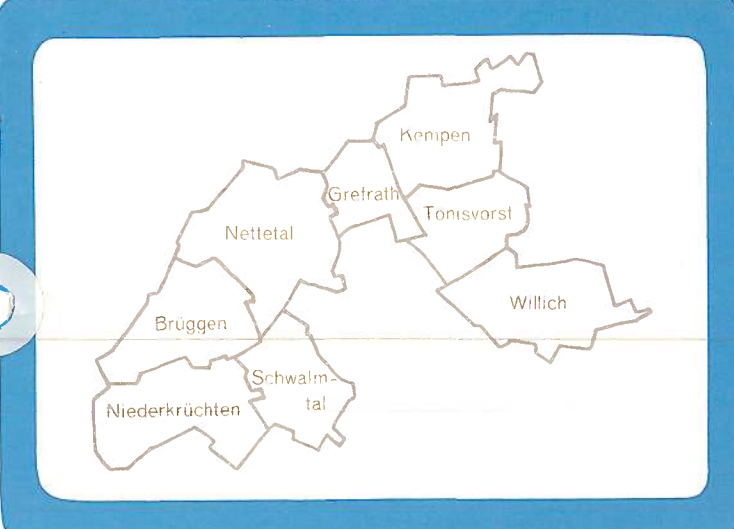 Kempen
Grefrath
Tönisvorst
Nettetal
Willich
Brüggen
Schwalm-
tal
Niederkrüchten